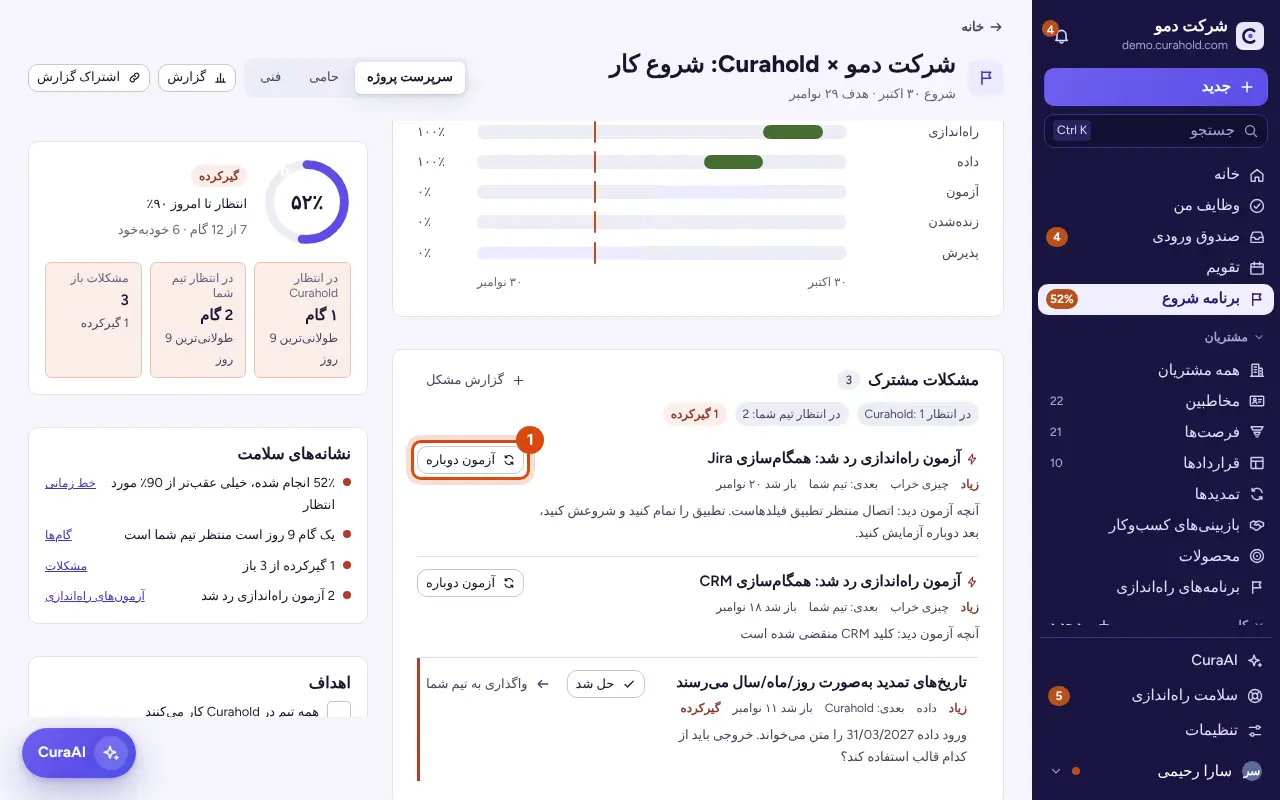 شرکت دمو
demo.curahold.com
4
جدید
جستجو
Ctrl K
خانه
وظایف من
صندوق ورودی
4
تقویم
برنامه شروع
52%
مشتریان
همه مشتریان
مخاطبین
22
فرصت‌ها
21
قراردادها
10
تمدیدها
بازبینی‌های کسب‌وکار
محصولات
برنامه‌های راه‌اندازی
CuraAI
سلامت راه‌اندازی
5
تنظیمات
سر
سارا رحیمی
خانه
شرکت دمو × Curahold: شروع کار
شروع ۳۰ اکتبر · هدف ۲۹ نوامبر
سرپرست پروژه
حامی
فنی
گزارش
اشتراک گزارش
راه‌اندازی
۱۰۰٪
داده
۱۰۰٪
آزمون
۰٪
زنده‌شدن
۰٪
پذیرش
۰٪
۳۰ اکتبر
۳۰ نوامبر
مشکلات مشترک
3
گزارش مشکل
در انتظار Curahold: 1
در انتظار تیم شما: 2
1 گیرکرده
آزمون راه‌اندازی رد شد: همگام‌سازی Jira
1
آزمون دوباره
زیاد چیزی خراب بعدی: تیم شما باز شد ۲۰ نوامبر
آنچه آزمون دید: اتصال منتظر تطبیق فیلدهاست. تطبیق را تمام کنید و شروعش کنید،
بعد دوباره آزمایش کنید.
آزمون راه‌اندازی رد شد: همگام‌سازی CRM
آزمون دوباره
زیاد چیزی خراب بعدی: تیم شما باز شد ۱۸ نوامبر
آنچه آزمون دید: کلید CRM منقضی شده است
تاریخ‌های تمدید به‌صورت روز/ماه/سال می‌رسند
حل شد
واگذاری به تیم شما
زیاد داده بعدی: Curahold باز شد ۱۱ نوامبر گیرکرده
ورود داده 31/03/2027 را متن می‌خواند. خروجی باید از
کدام قالب استفاده کند؟
۵۲٪
گیرکرده
انتظار تا امروز ۹۰٪
7 از 12 گام · 6 خودبه‌خود
در انتظار
Curahold
۱ گام
طولانی‌ترین 9
روز
در انتظار تیم
شما
2 گام
طولانی‌ترین 9
روز
مشکلات باز
3
1 گیرکرده
نشانه‌های سلامت
۵۲٪ انجام شده، خیلی عقب‌تر از 90٪ مورد
انتظار
خط زمانی
یک گام 9 روز است منتظر تیم شما است
گام‌ها
1 گیرکرده از 3 باز
مشکلات
2 آزمون راه‌اندازی رد شد
آزمون‌های راه‌اندازی
اهداف
همه تیم در Curahold کار می‌کنند
CuraAI